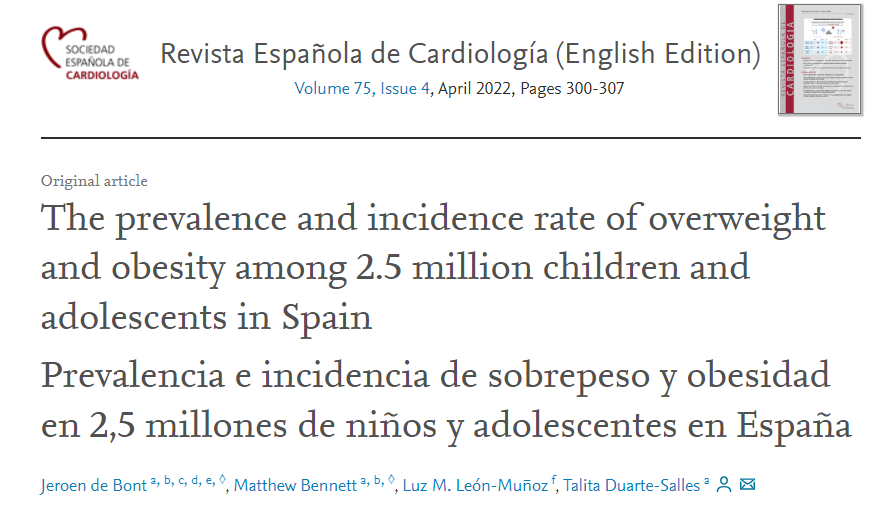 SOCIEDAD
ESPAÑOLA DE
CARDIOLOGÍA
Revista Española de Cardiología (English Edition)
Volume 75, Issue 4, April 2022, Pages 300-307
CARDIOLOGÍA
Original article
The prevalence and incidence rate of overweight
and obesity among 2.5 million children and
adolescents in Spain
Prevalencia e incidencia de sobrepeso y obesidad
en 2,5 millones de niños y adolescentes en España
Jeroen de Bont a, b, c, d, e, ◊, Matthew Bennett a, b, ◊, Luz M. León-Muñoz f, Talita Duarte-Salles a